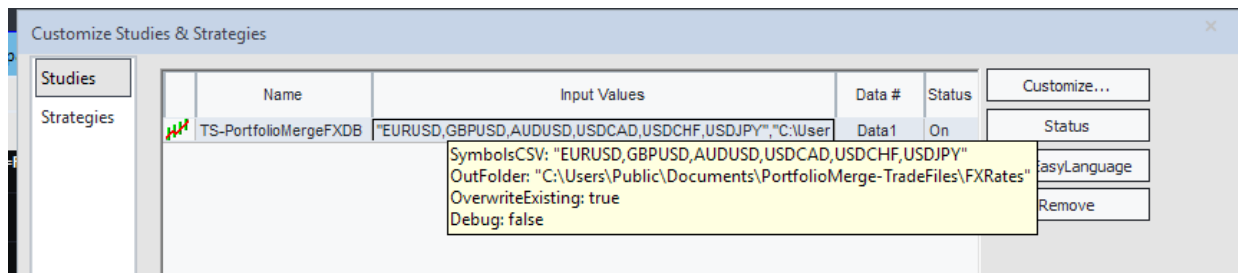 Customize Studies & Strategies
Studies
Strategies
Name Input Values Data # Status
TS-PortfolioMergeFXDB "EURUSD,GBPUSD,AUDUSD,USDCAD,USDCHF,USDJPY","C:\User Data1 On
SymbolsCSV: "EURUSD,GBPUSD,AUDUSD,USDCAD,USDCHF,USDJPY"
OutFolder: "C:\Users\Public\Documents\PortfolioMerge-TradeFiles\FXRates"
OverwriteExisting: true
Debug: false
Customize...
Status
EasyLanguage
Remove